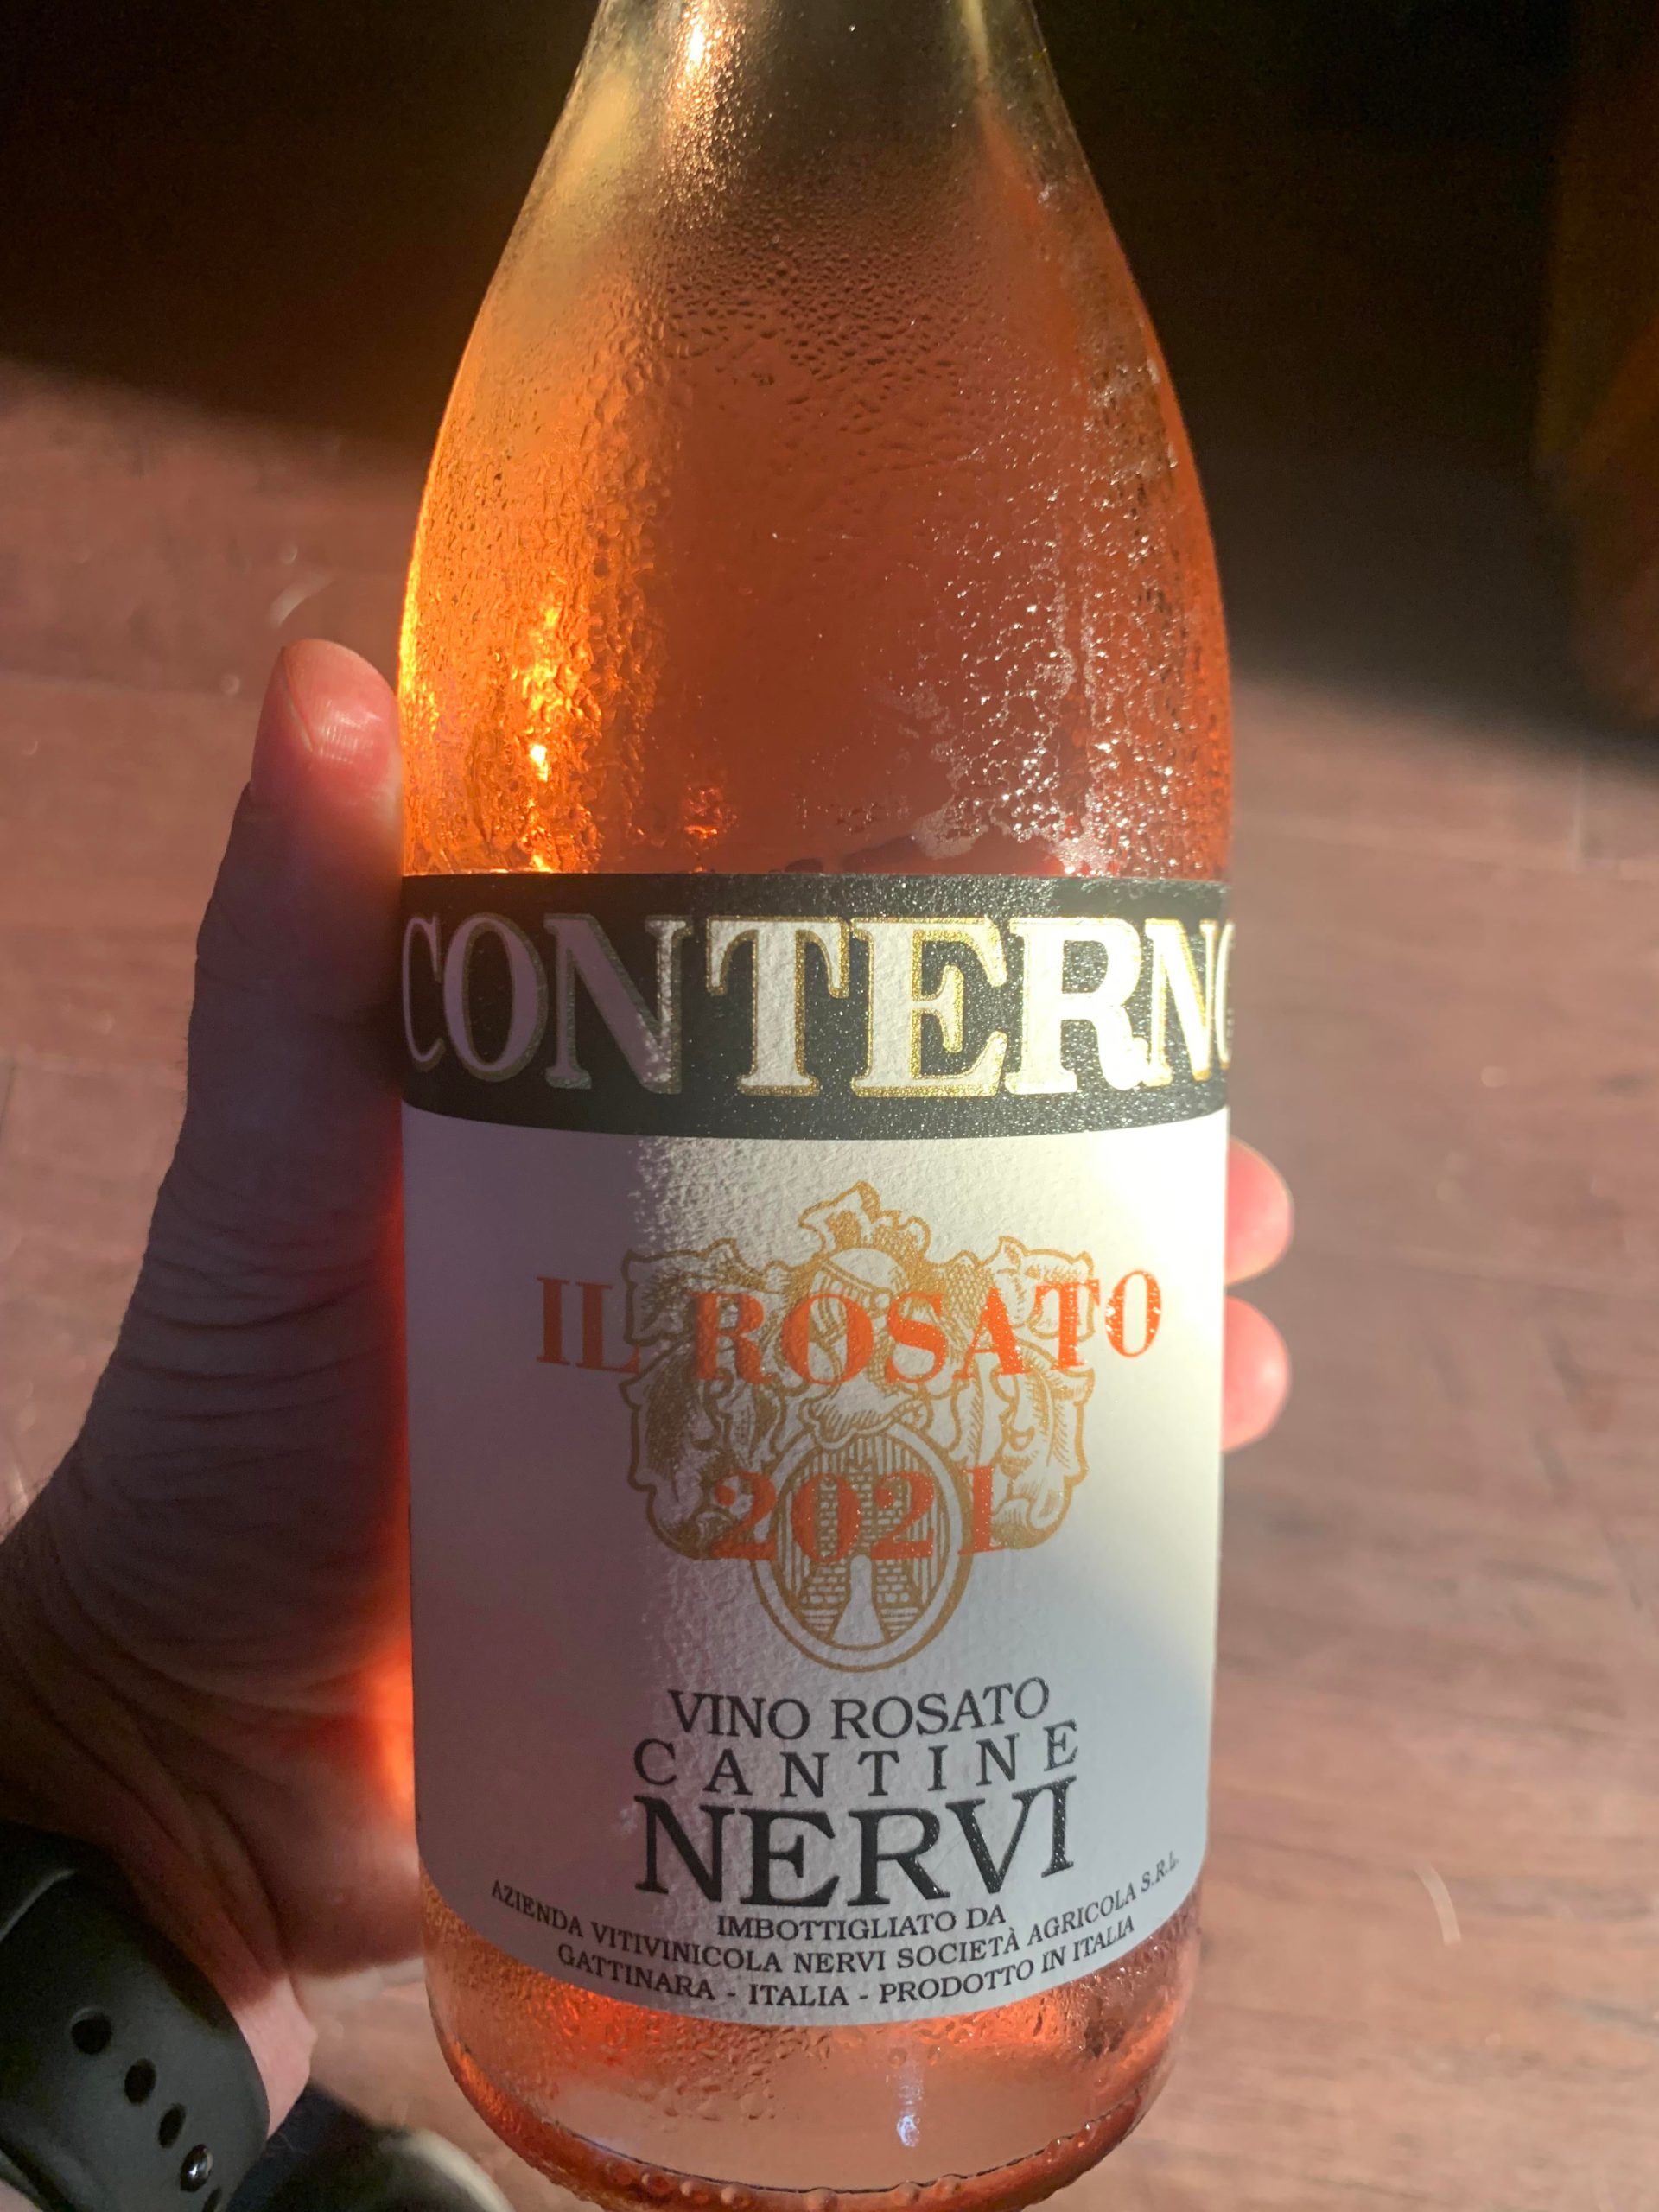 CONTERNO
IL ROSATO
2021
VINO ROSATO
CANTINE
NERVI
IMBOTTIGLIATO DA
AZIENDA VITIVINICOLA NERVI SOCIETÀ AGRICOLA S.R.L.
GATTINARA - ITALIA - PRODOTTO IN ITALIA